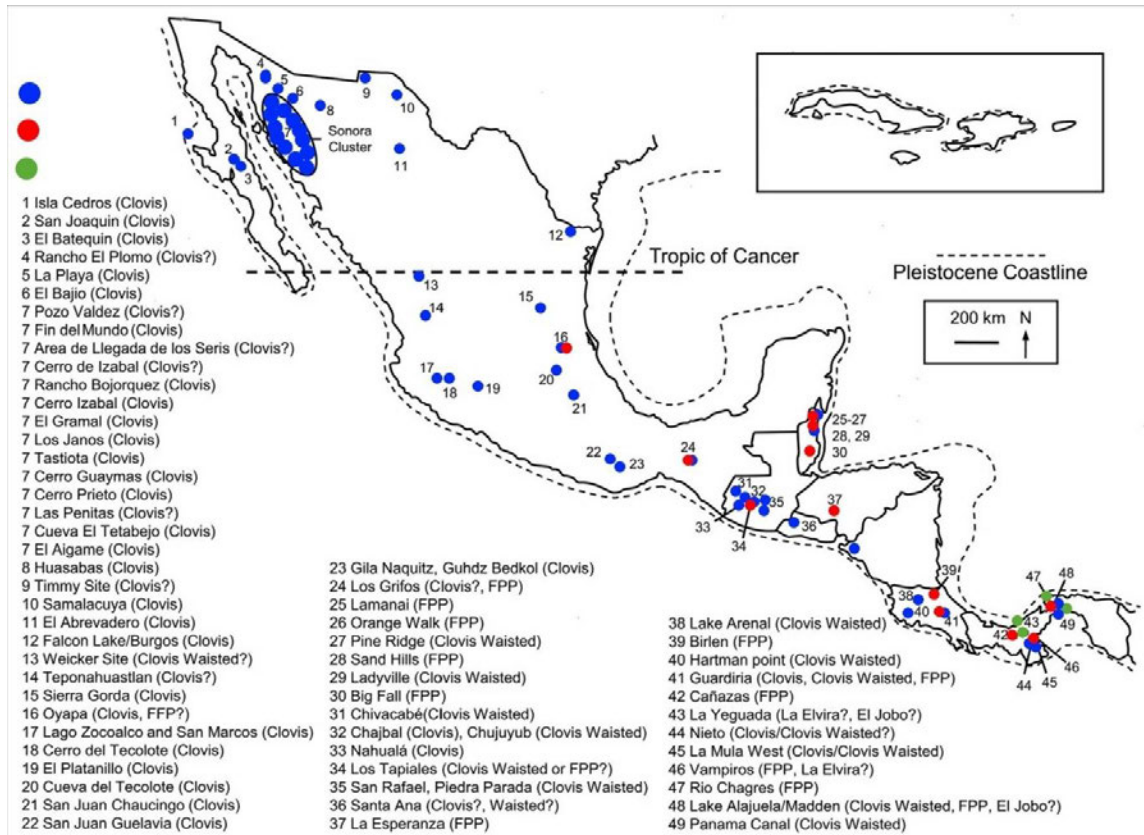 4
5
6
7
8
9
10
11
Sonora
Cluster
1
2
3
12
Tropic of Cancer
Pleistocene Coastline
200 km N
13
14
15
16
17
18
19
20
21
22
23
24
25-27
28, 29
30
31
32
33
34
35
36
37
38
39
40
41
42
43
44
45
46
47
48
49
1 Isla Cedros (Clovis)
2 San Joaquin (Clovis)
3 El Batequin (Clovis)
4 Rancho El Plomo (Clovis?)
5 La Playa (Clovis)
6 El Bajio (Clovis)
7 Pozo Valdez (Clovis?)
7 Fin del Mundo (Clovis)
7 Area de Llegada de los Seris (Clovis?)
7 Cerro de Izabal (Clovis?)
7 Rancho Bojorquez (Clovis)
7 Cerro Izabal (Clovis)
7 El Gramal (Clovis)
7 Los Janos (Clovis)
7 Tastiota (Clovis)
7 Cerro Guaymas (Clovis)
7 Cerro Prieto (Clovis)
7 Las Penitas (Clovis?)
7 Cueva El Tetabejo (Clovis)
7 El Aigame (Clovis)
8 Huasabas (Clovis)
9 Timmy Site (Clovis?)
10 Samalacuya (Clovis)
11 El Abrevadero (Clovis)
12 Falcon Lake/Burgos (Clovis)
13 Weicker Site (Clovis Waisted?)
14 Teponahuastlan (Clovis?)
15 Sierra Gorda (Clovis)
16 Oyapa (Clovis, FFP?)
17 Lago Zocoalco and San Marcos (Clovis)
18 Cerro del Tecolote (Clovis)
19 El Platanillo (Clovis)
20 Cueva del Tecolote (Clovis)
21 San Juan Chaucingo (Clovis)
22 San Juan Guelavia (Clovis)
23 Gila Naquitz, Guhdz Bedkol (Clovis)
24 Los Grifos (Clovis?, FPP)
25 Lamanai (FPP)
26 Orange Walk (FPP)
27 Pine Ridge (Clovis Waisted)
28 Sand Hills (FPP)
29 Ladyville (Clovis Waisted)
30 Big Fall (FPP)
31 Chivacabé(Clovis Waisted)
32 Chajbal (Clovis), Chujuyub (Clovis Waisted)
33 Nahualá (Clovis)
34 Los Tapiales (Clovis Waisted or FPP?)
35 San Rafael, Piedra Parada (Clovis Waisted)
36 Santa Ana (Clovis?, Waisted?)
37 La Esperanza (FPP)
38 Lake Arenal (Clovis Waisted)
39 Birlen (FPP)
40 Hartman point (Clovis Waisted)
41 Guardiria (Clovis, Clovis Waisted, FPP)
42 Cañazas (FPP)
43 La Yeguada (La Elvira?, El Jobo?)
44 Nieto (Clovis/Clovis Waisted?)
45 La Mula West (Clovis/Clovis Waisted)
46 Vampiros (FPP, La Elvira?)
47 Rio Chagres (FPP)
48 Lake Alajuela/Madden (Clovis Waisted, FPP, El Jobo?)
49 Panama Canal (Clovis Waisted)